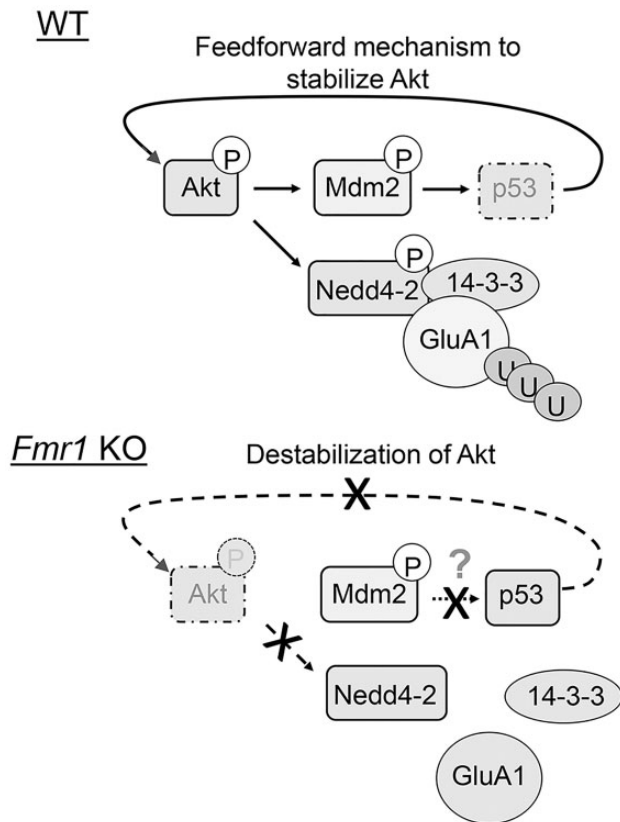 WT
Feedforward mechanism to
stabilize Akt
P
P
Akt
Mdm2
p53
P
Nedd4-2
14-3-3
GluA1
U
U
U
Fmr1 KO
Destabilization of Akt
X
P
P
?
Akt
Mdm2
X
p53
X
Nedd4-2
14-3-3
GluA1